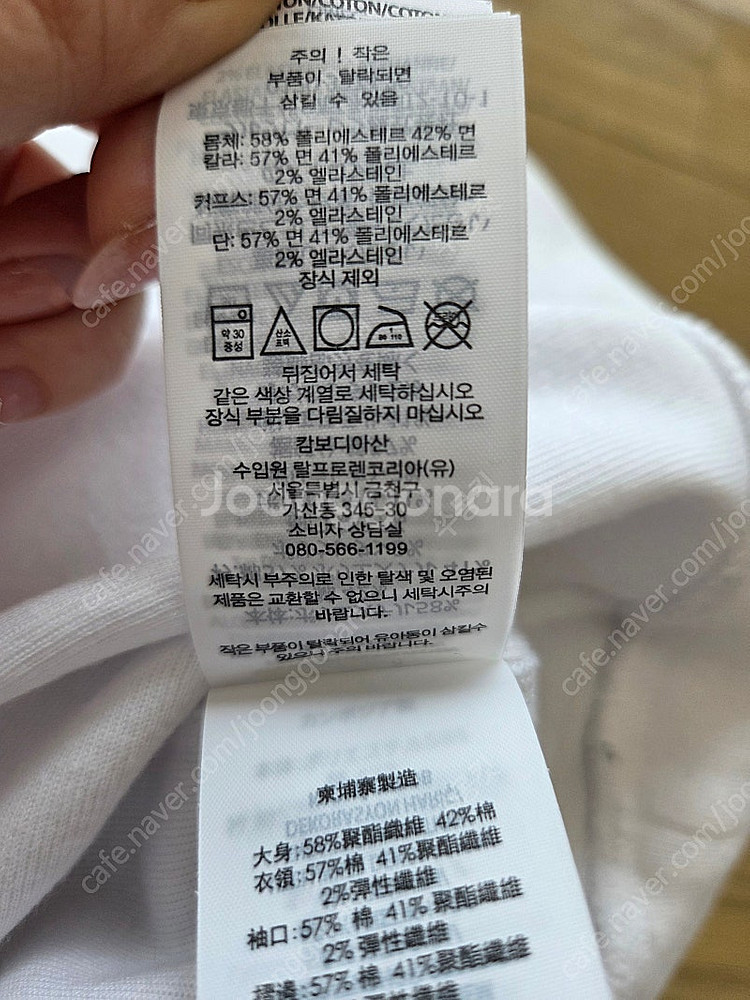 주의 ! 작은
부품이 탈락되면
삼킬 수 있음
몸체: 58% 폴리에스테르 42% 면
칼라: 57% 면 41% 폴리에스테르
2% 엘라스테인
커프스: 57% 면 41% 폴리에스테르
2% 엘라스테인
단: 57% 면 41% 폴리에스테르
2% 엘라스테인
장식 제외
약 30
중성
산소
표백
80 110
드라이
뒤집어서 세탁
같은 색상 계열로 세탁하십시오
장식 부분을 다림질하지 마십시오
캄보디아산
수입원 랄프로렌코리아(유)
서울특별시 금천구
가산동 345-30
소비자 상담실
080-566-1199
세탁시 부주의로 인한 탈색 및 오염된
제품은 교환할 수 없으니 세탁시주의
바랍니다.
작은 부품이 탈락되어 유아동이 삼킬수
있으니 주의 바랍니다.
柬埔寨製造
大身:58%聚酯纖維 42%棉
衣領:57%棉 41%聚酯纖維
2%彈性纖維
袖口:57% 棉 41% 聚酯纖維
2% 彈性纖維
57% 棉 41%聚酯纖維
Joonggonara